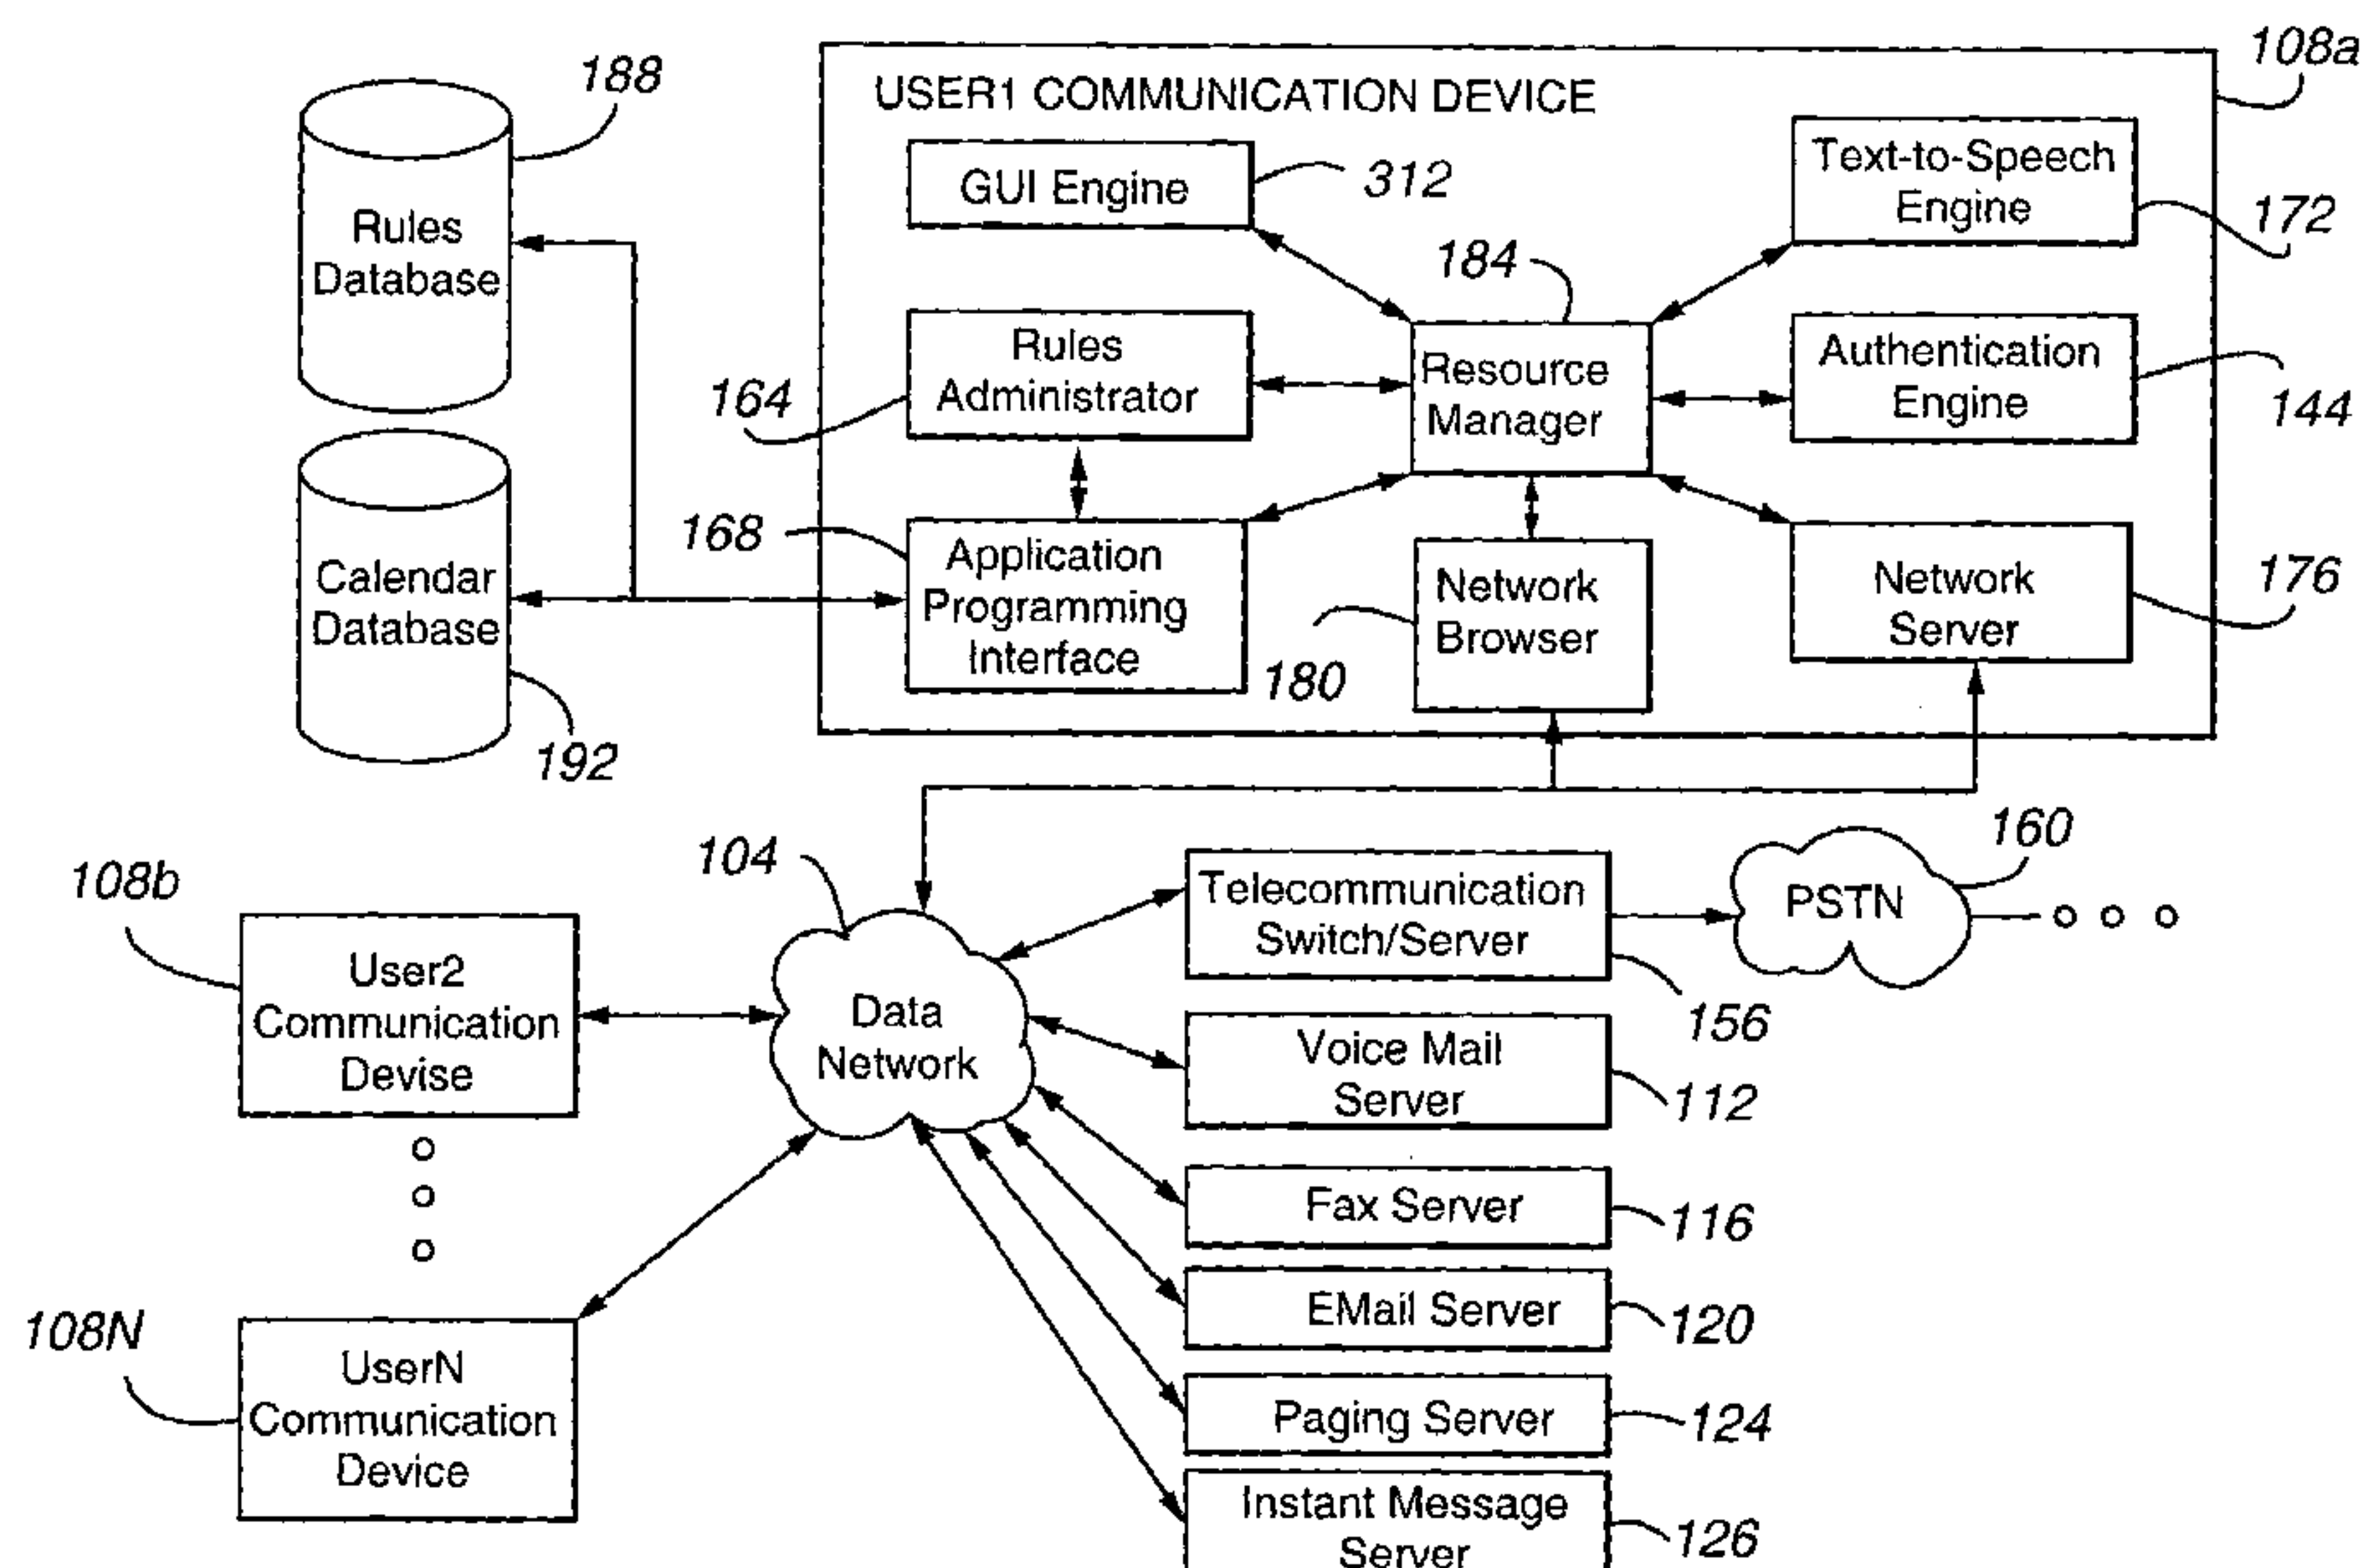 188
Rules
Database
Calendar
Database
192
108a
USER1 COMMUNICATION DEVICE
GUI Engine
312
Text-to-Speech
Engine
172
184
Rules
Administrator
164
Resource
Manager
Authentication
Engine
144
168
Application
Programming
Interface
180
Network
Browser
Network
Server
176
104
Data
Network
108b
User2
Communication
Devise
108N
UserN
Communication
Device
Telecommunication
Switch/Server
156
PSTN
160
Voice Mail
Server
112
Fax Server
116
EMail Server
120
Paging Server
124
Instant Message
Server
126